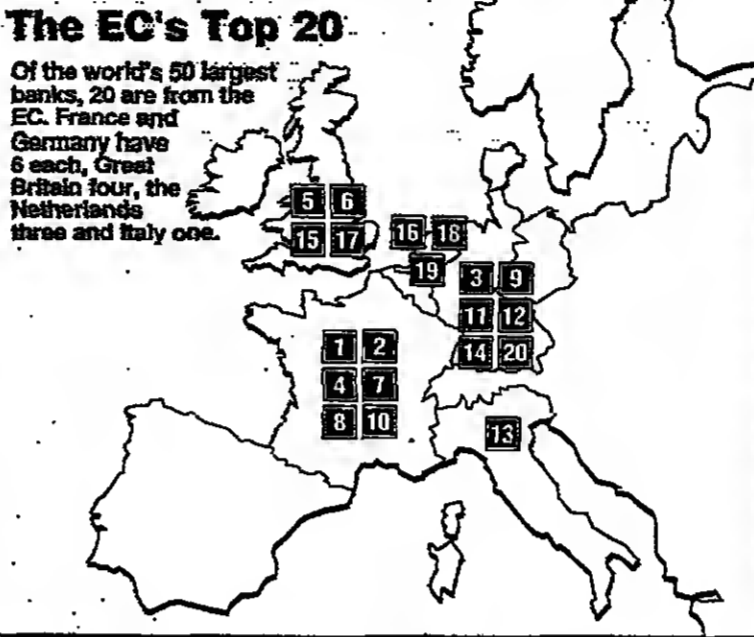 The EC's Top 20
Of the world's 50 largest
banks, 20 are from the
EC. France and
Germany have
6 each, Great
Britain four, the
Netherlands
three and Italy one.
5 6
15 17
16 18
19
3 9
11 12
14 20
1 2
4 7
8 10
13